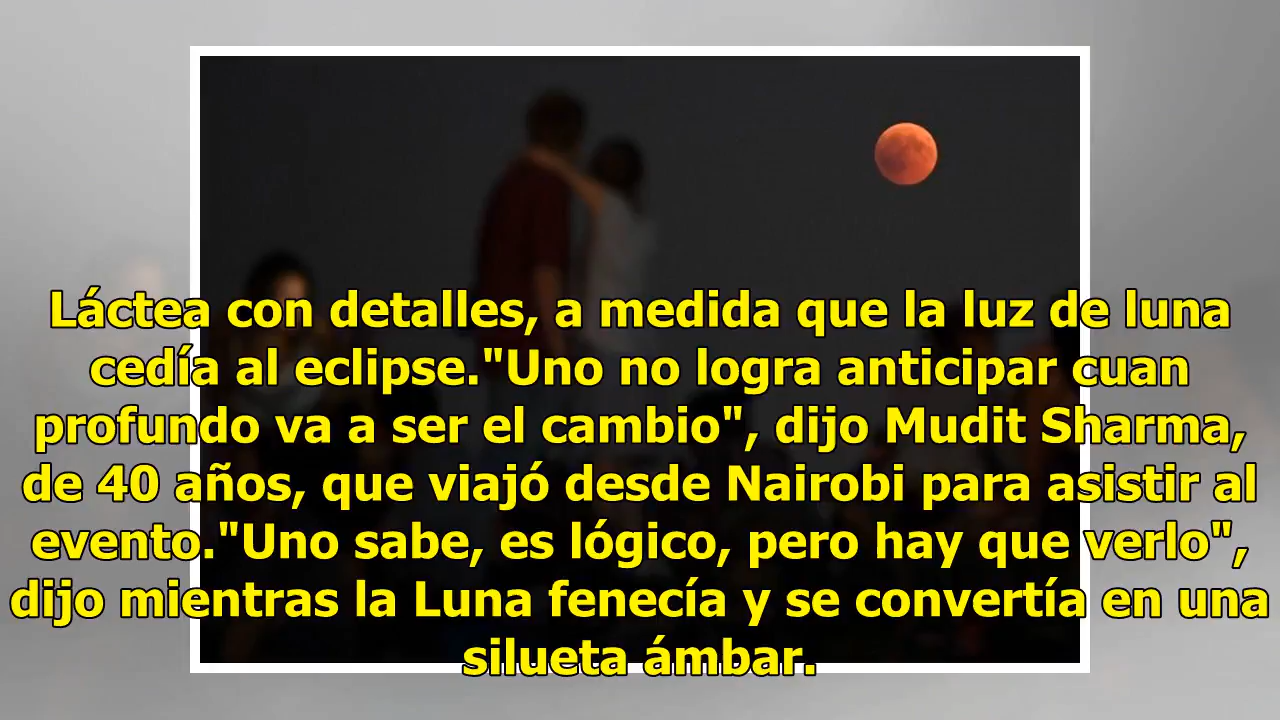 Láctea con detalles, a medida que la luz de luna
cedía al eclipse."Uno no logra anticipar cuan
profundo va a ser el cambio", dijo Mudit Sharma,
de 40 años, que viajó desde Nairobi para asistir al
evento."Uno sabe, es lógico, pero hay que verlo",
dijo mientras la Luna fenecía y se convertía en una
silueta ámbar.